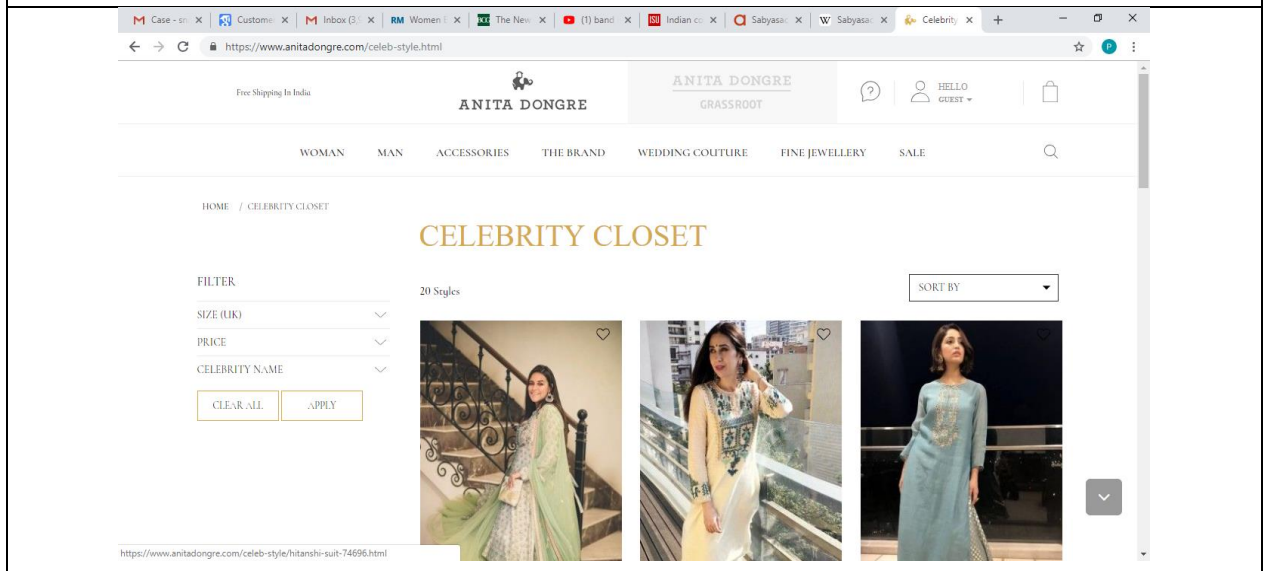 Case - sn
Custome
Inbox (3,5
RM Women E
BCG The New
(1) band
ISU Indian co
Sabyasac
W Sabyasac
Celebrity
https://www.anitadongre.com/celeb-style.html
P
Free Shipping In India
ANITA DONGRE
ANITA DONGRE
GRASSROOT
?
HELLO
GUEST
WOMAN
MAN
ACCESSORIES
THE BRAND
WEDDING COUTURE
FINE JEWELLERY
SALE
HOME / CELEBRITY CLOSET
CELEBRITY CLOSET
FILTER
20 Styles
SORT BY
SIZE (UK)
PRICE
CELEBRITY NAME
CLEAR ALL
APPLY
https://www.anitadongre.com/celeb-style/hitanshi-suit-74696.html